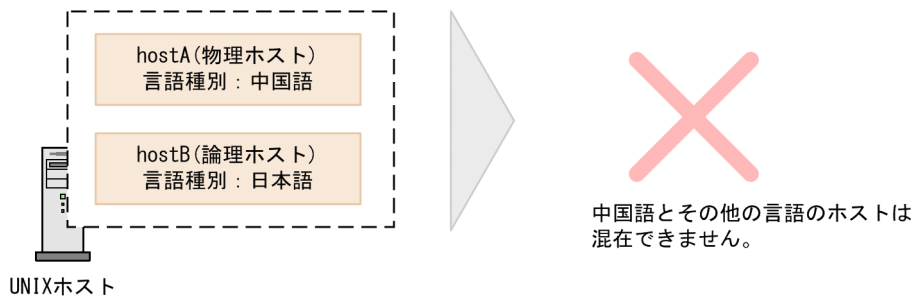 hostA(物理ホスト)
言語種別：中国語
hostB(論理ホスト)
言語種別：日本語
UNIXホスト
中国語とその他の言語のホストは
混在できません。